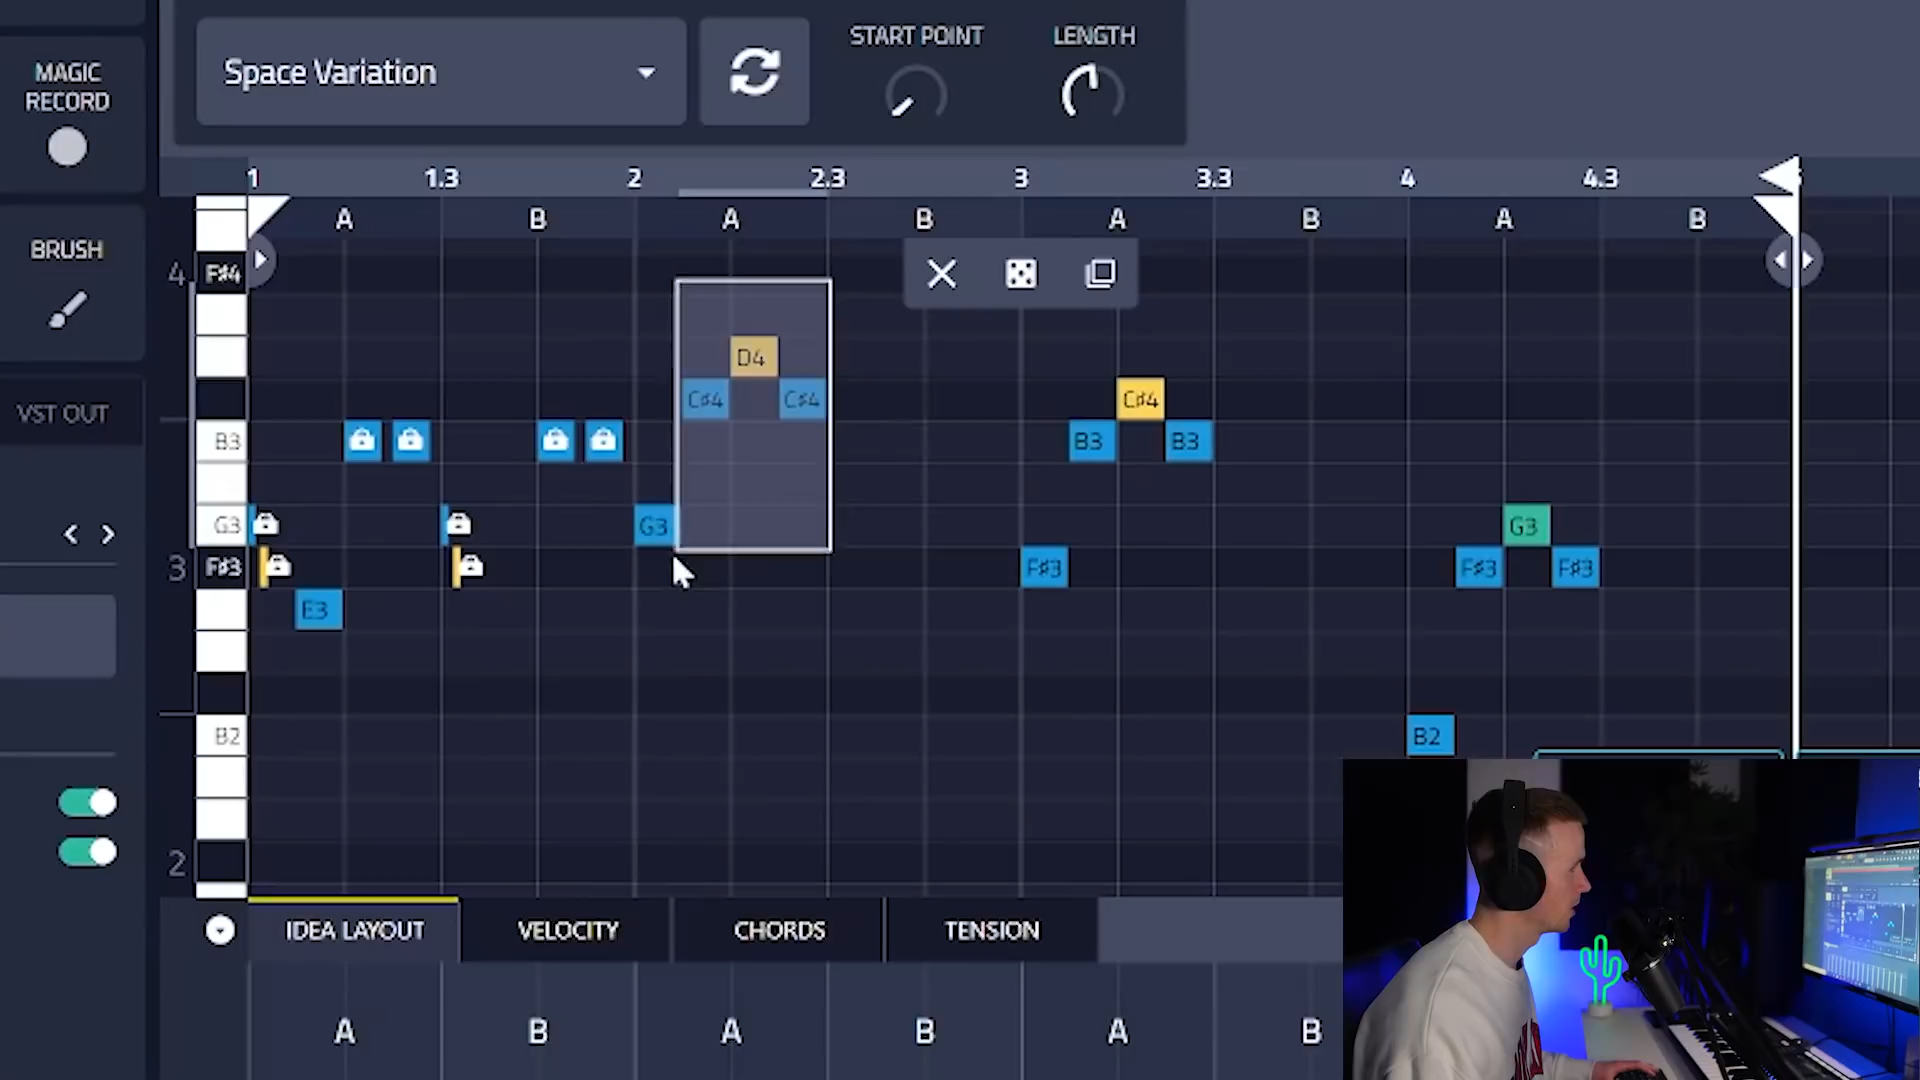 MAGIC
RECORD
Space Variation
START POINT
LENGTH
1 1.3 2 2.3 3 3.3 4 4.3
A B A B A B A B
BRUSH
4 F♯4
D4
C♯4 C♯4 C♯4
VST OUT
B3 B3 B3
G3 G3 G3
3 F♯3 F♯3 F♯3 F♯3
E3
B2 B2
2
IDEA LAYOUT VELOCITY CHORDS TENSION
A B A B A B